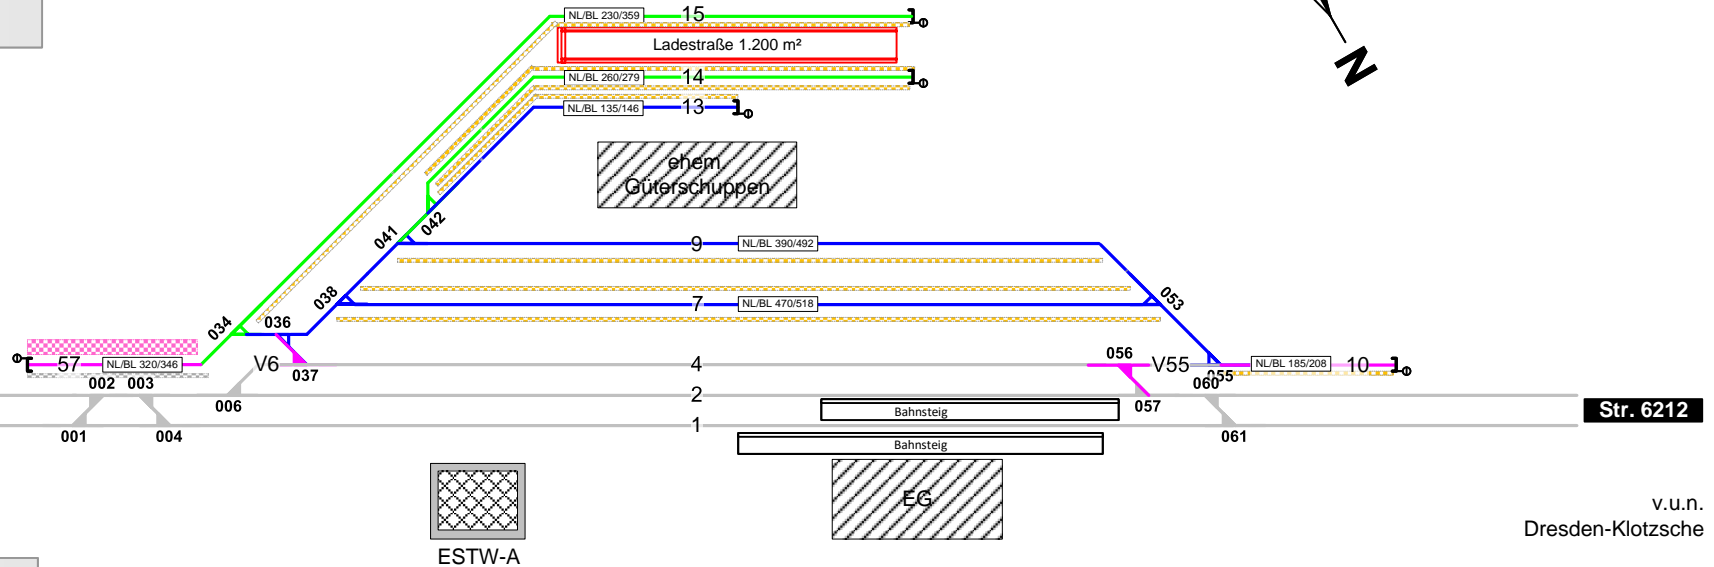 NL/BL 230/359
15
Ladestraße 1.200 m²
N
NL/BL 260/279
14
NL/BL 135/146
13
ehem.
Güterschuppen
042
041
9
NL/BL 390/492
038
053
7
NL/BL 470/518
034
036
57
NL/BL 320/346
V6
037
4
056
V55
055
NL/BL 185/208
10
002
003
006
2
060
057
Bahnsteig
Str. 6212
001
004
1
061
Bahnsteig
EG
v.u.n.
Dresden-Klotzsche
ESTW-A